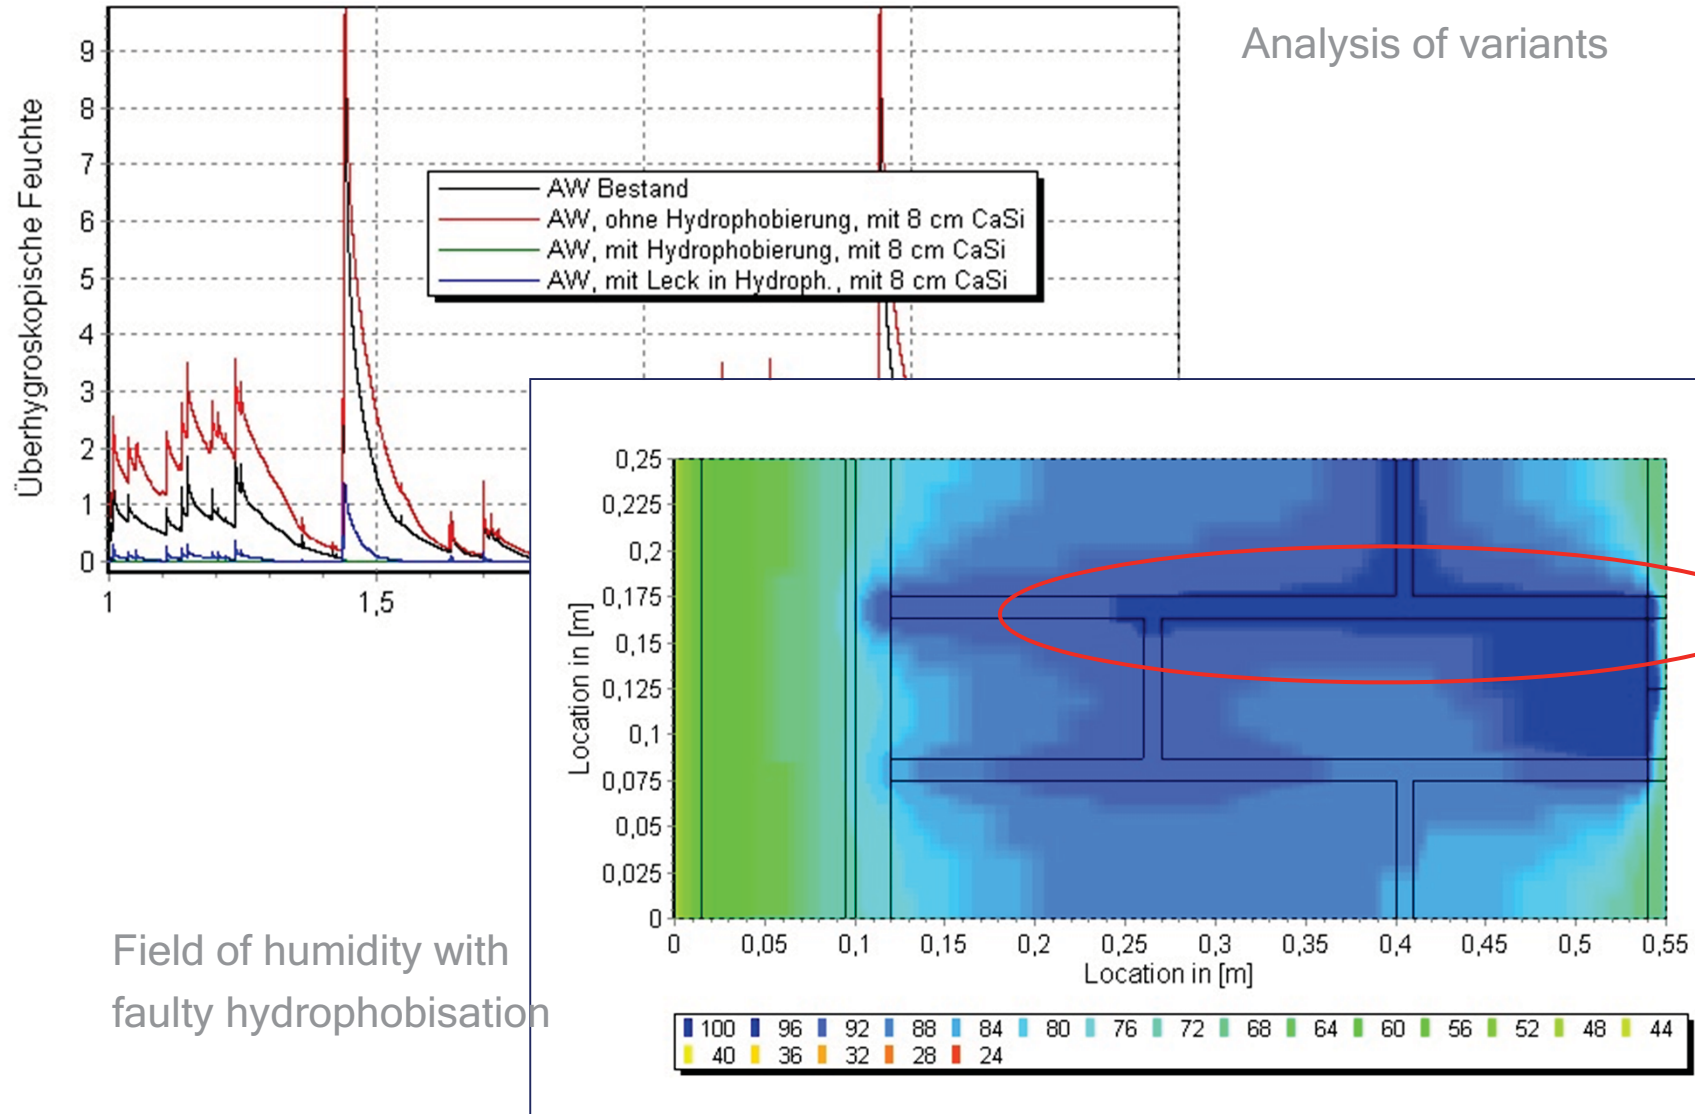 Analysis of variants
Überhygroskopische Feuchte
9
8
7
6
5
4
3
2
1
0
1 1,5
AW Bestand
AW, ohne Hydrophobierung, mit 8 cm CaSi
AW, mit Hydrophobierung, mit 8 cm CaSi
AW, mit Leck in Hydroph., mit 8 cm CaSi
Location in [m]
0,25
0,225
0,2
0,175
0,15
0,125
0,1
0,075
0,05
0,025
0
0 0,05 0,1 0,15 0,2 0,25 0,3 0,35 0,4 0,45 0,5 0,55
Location in [m]
100 96 92 88 84 80 76 72 68 64 60 56 52 48 44
40 36 32 28 24
Field of humidity with
faulty hydrophobisation